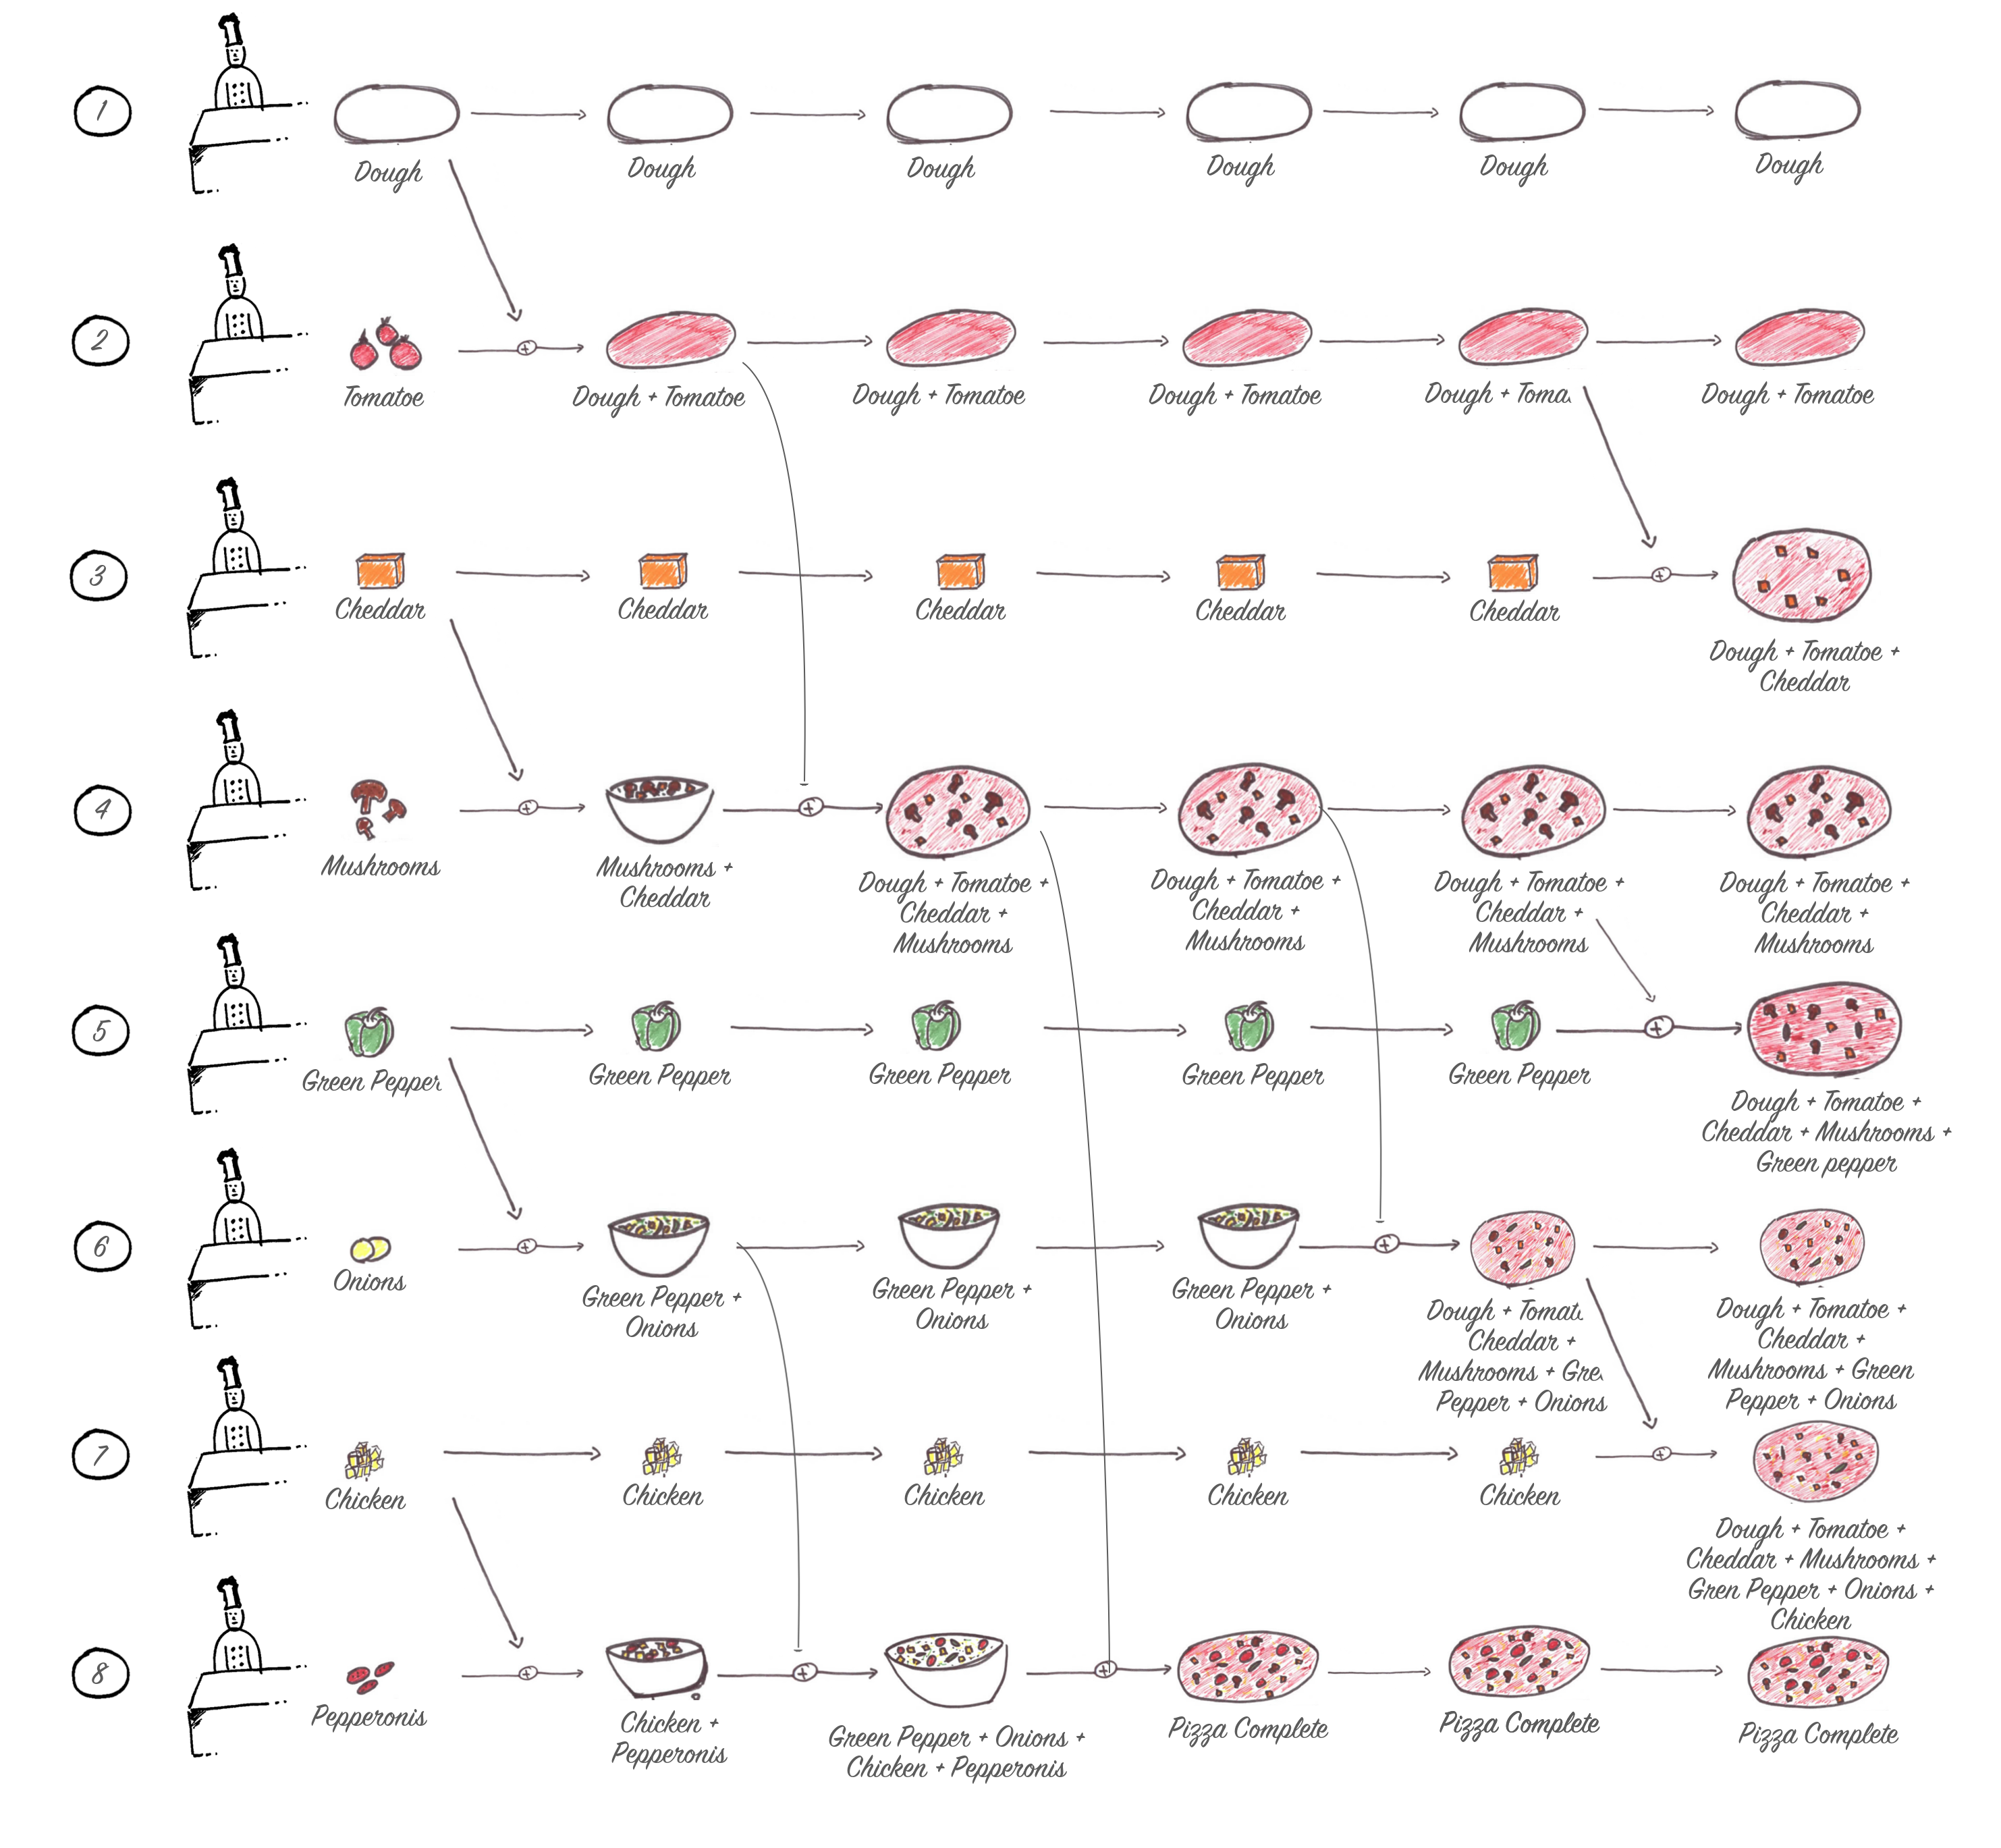 1
Dough
Dough
Dough
Dough
Dough
Dough
2
Tomatoe
Dough + Tomatoe
Dough + Tomatoe
Dough + Tomatoe
Dough + Toma
Dough + Tomatoe
3
Cheddar
Cheddar
Cheddar
Cheddar
Cheddar
Dough + Tomatoe +
Cheddar
4
Mushrooms
Mushrooms +
Cheddar
Dough + Tomatoe +
Cheddar +
Mushrooms
Dough + Tomatoe +
Cheddar +
Mushrooms
Dough + Tomatoe +
Cheddar +
Mushrooms
Dough + Tomatoe +
Cheddar +
Mushrooms
5
Green Pepper
Green Pepper
Green Pepper
Green Pepper
Green Pepper
Dough + Tomatoe +
Cheddar + Mushrooms +
Green pepper
6
Onions
Green Pepper +
Onions
Green Pepper +
Onions
Green Pepper +
Onions
Dough + Tomat
Cheddar +
Mushrooms + Gre
Pepper + Onions
Dough + Tomatoe +
Cheddar +
Mushrooms + Green
Pepper + Onions
7
Chicken
Chicken
Chicken
Chicken
Chicken
Dough + Tomatoe +
Cheddar + Mushrooms +
Gren Pepper + Onions +
Chicken
8
Pepperonis
Chicken +
Pepperonis
Green Pepper + Onions +
Chicken + Pepperonis
Pizza Complete
Pizza Complete
Pizza Complete